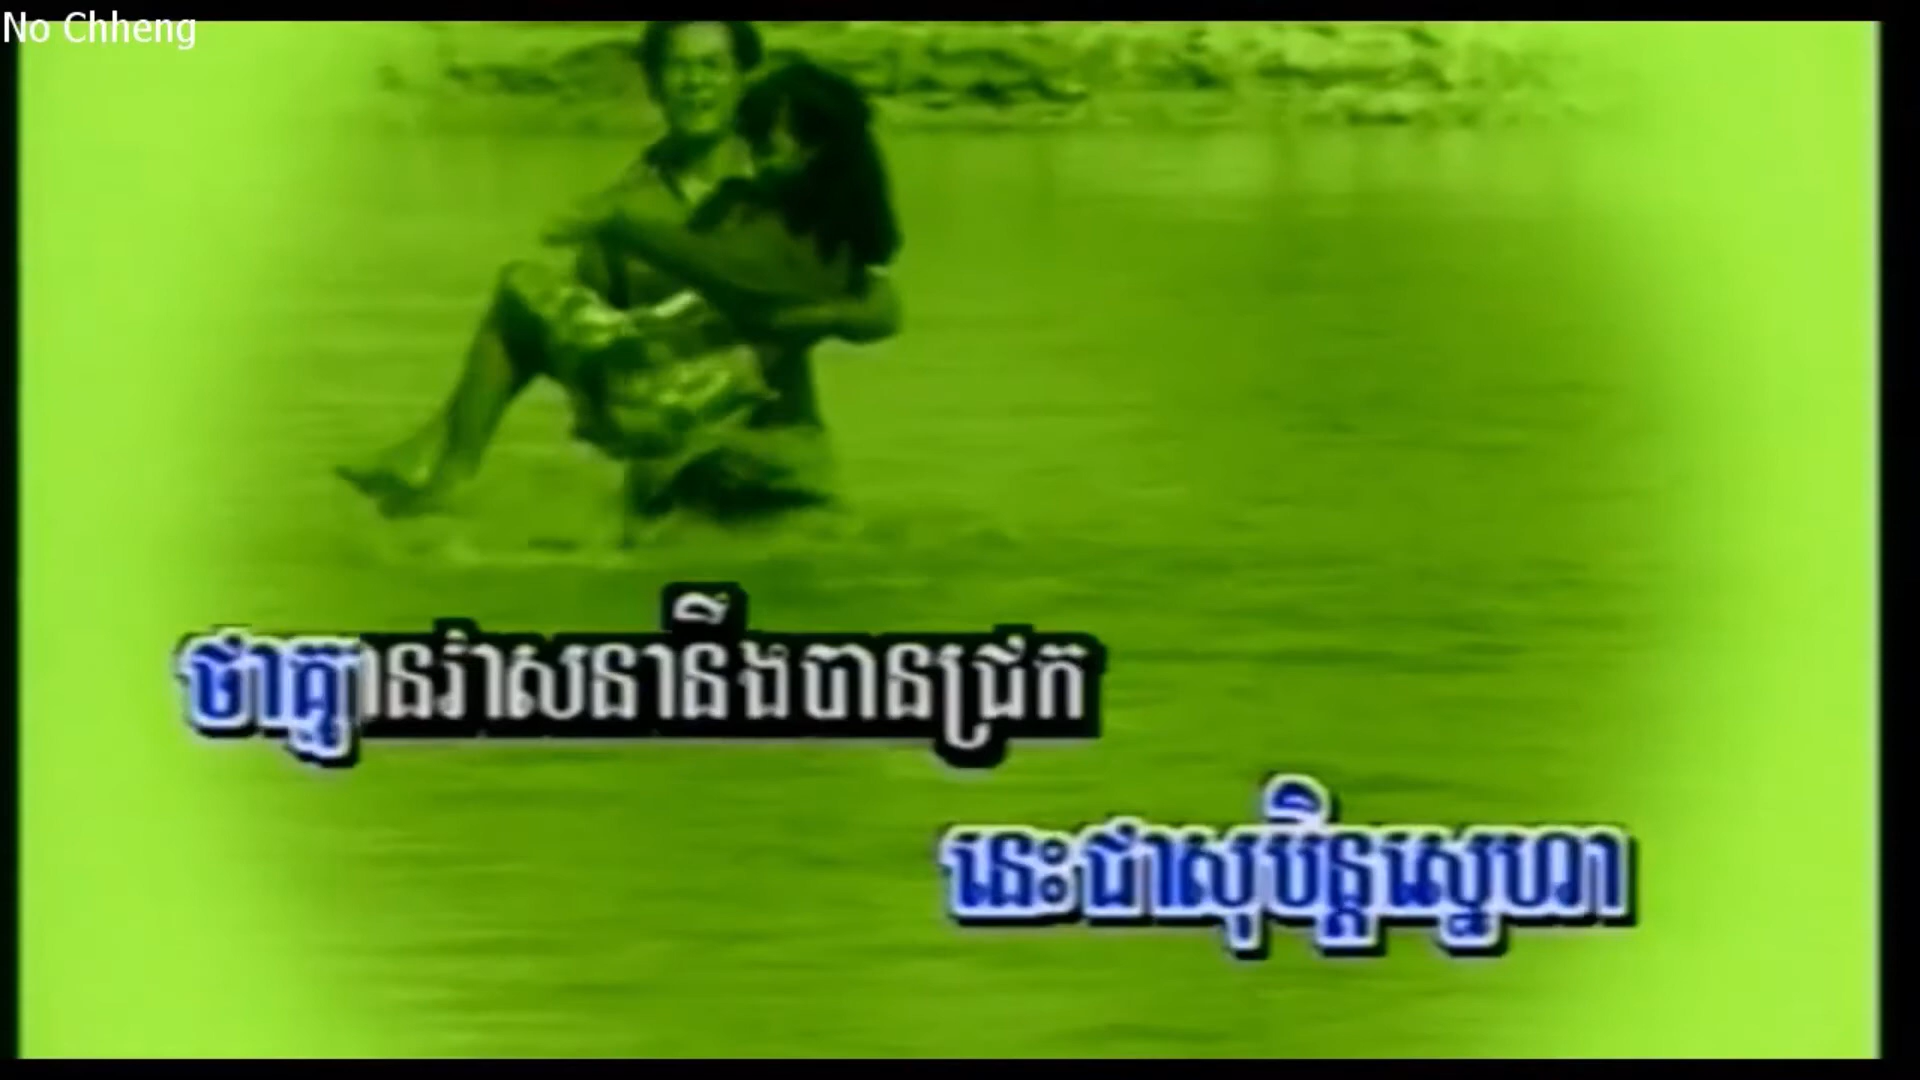 No Chheng
ថាគ្មានវាសនានឹងបានជ្រក
នេះជាសុបិន្តស្នេហា